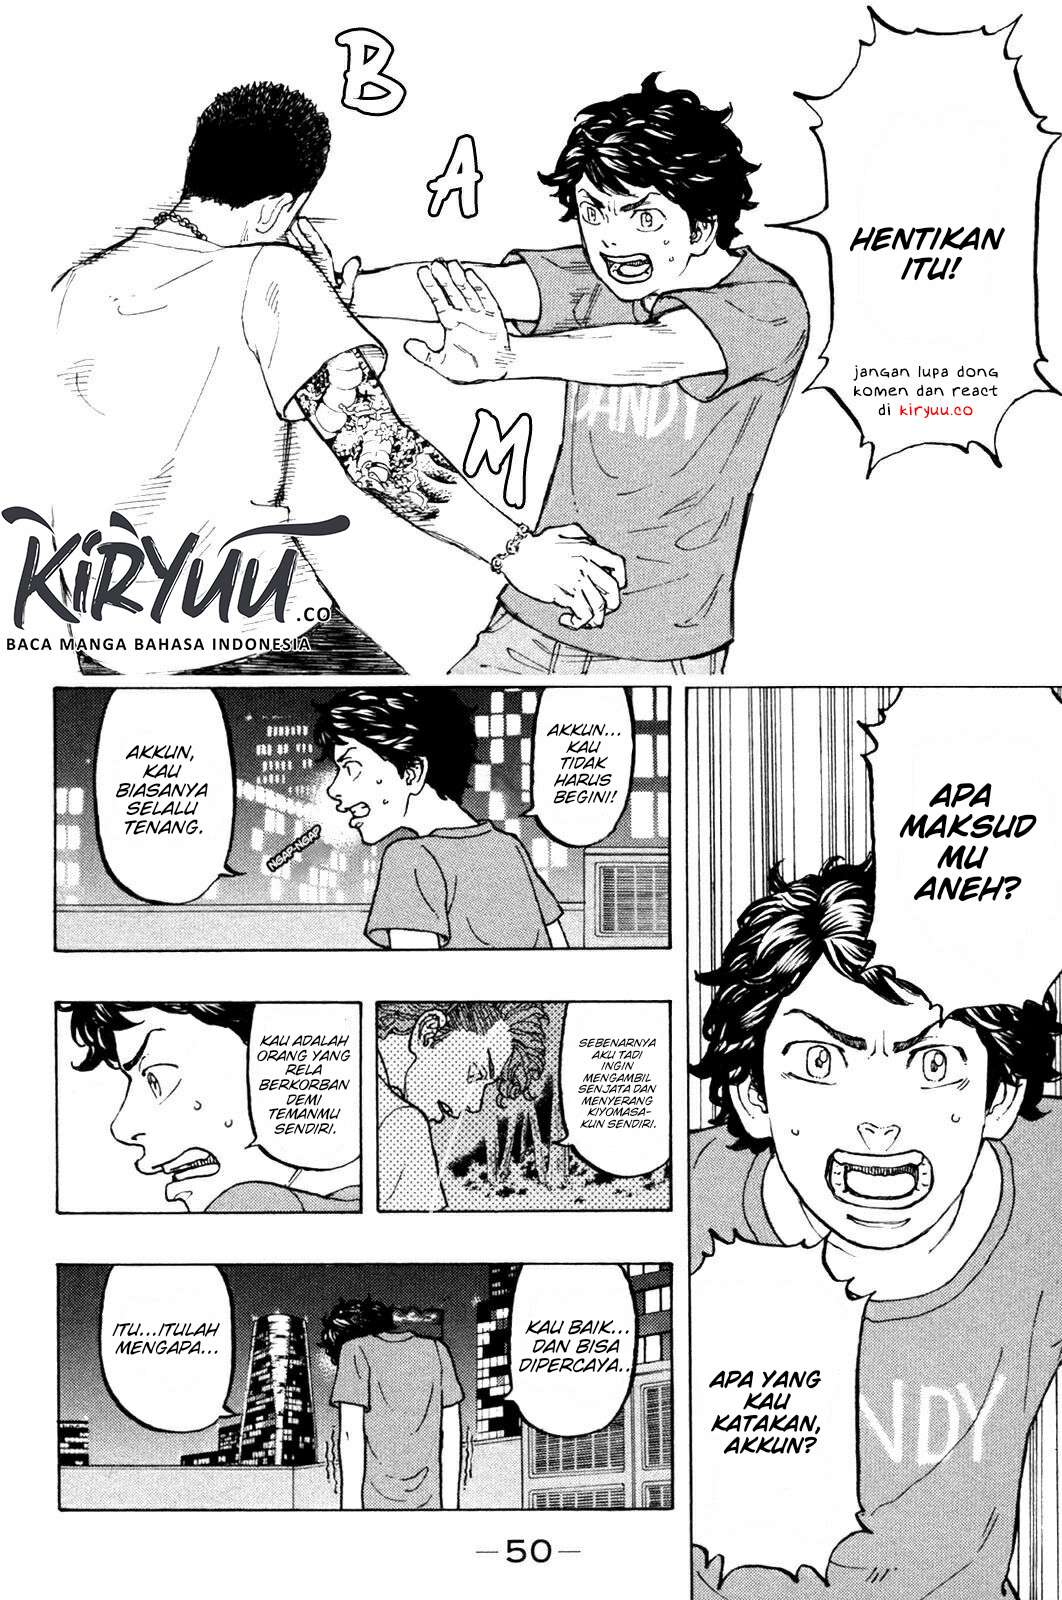 B
A
M
HENTIKAN
ITU!
jangan lupa dong
komen dan react
di kiryuu.co
DANDY
KIRYUU.CO
BACA MANGA BAHASA INDONESIA
APA
MAKSUD
MU
ANEH?
APA YANG
KAU
KATAKAN,
AKKUN?
NDY
AKKUN...
KAU
TIDAK
HARUS
BEGINI!
AKKUN,
KAU
BIASANYA
SELALU
TENANG.
NGAP-NGAP
SEBENARNYA
AKU TADI
INGIN
MENGAMBIL
SENJATA DAN
MENYERANG
KIYOMASA-
KUN SENDIRI.
KAU ADALAH
ORANG YANG
RELA
BERKORBAN
DEMI
TEMANMU
SENDIRI.
KAU BAIK...
DAN BISA
DIPERCAYA...
ITU...ITULAH
MENGAPA...
—50—